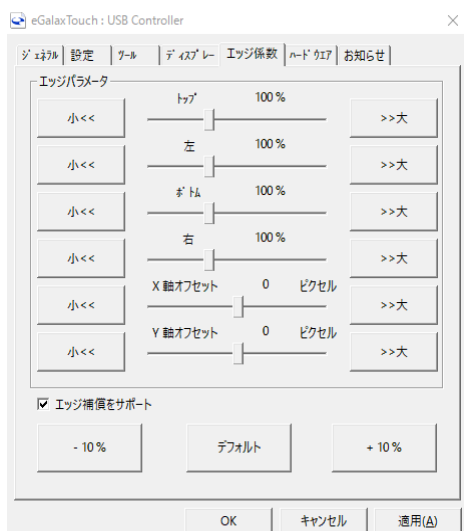 eGalaxTouch : USB Controller
ｼﾞｪﾈﾗﾙ 設定 ﾂｰﾙ ﾃﾞｨｽﾌﾟﾚｰ エッジ係数 ﾊｰﾄﾞｳｴｱ お知らせ
エッジパラメータ
ﾄｯﾌﾟ 100 %
小<< >>大
左 100 %
小<< >>大
ﾎﾞﾄﾑ 100 %
小<< >>大
右 100 %
小<< >>大
X 軸オフセット 0 ピクセル
小<< >>大
Y 軸オフセット 0 ピクセル
小<< >>大
エッジ補償をサポート
- 10 % デフォルト + 10 %
OK キャンセル 適用(A)